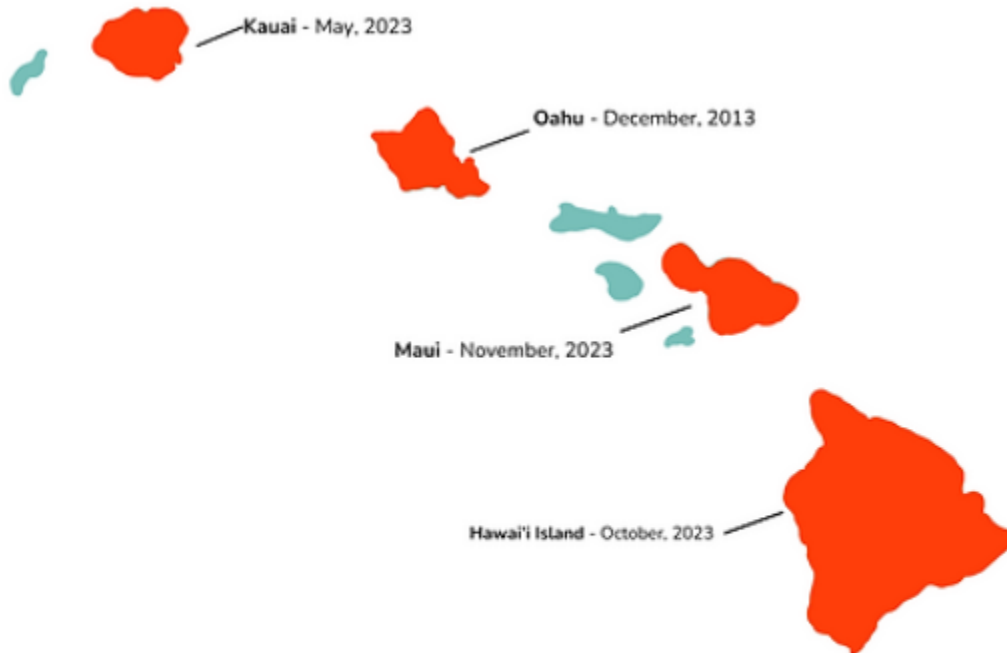 Kauai - May, 2023
Oahu - December, 2013
Maui - November, 2023
Hawai'i Island - October, 2023